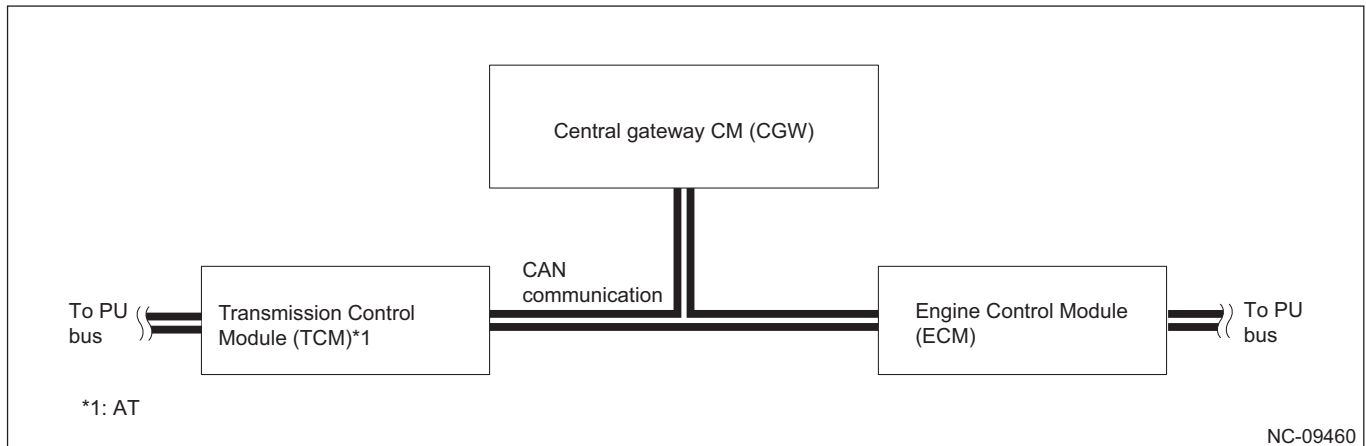 Central gateway CM (CGW)
CAN
communication
To PU
bus
Transmission Control
Module (TCM)*1
Engine Control Module
(ECM)
To PU
bus
*1: AT
NC-09460